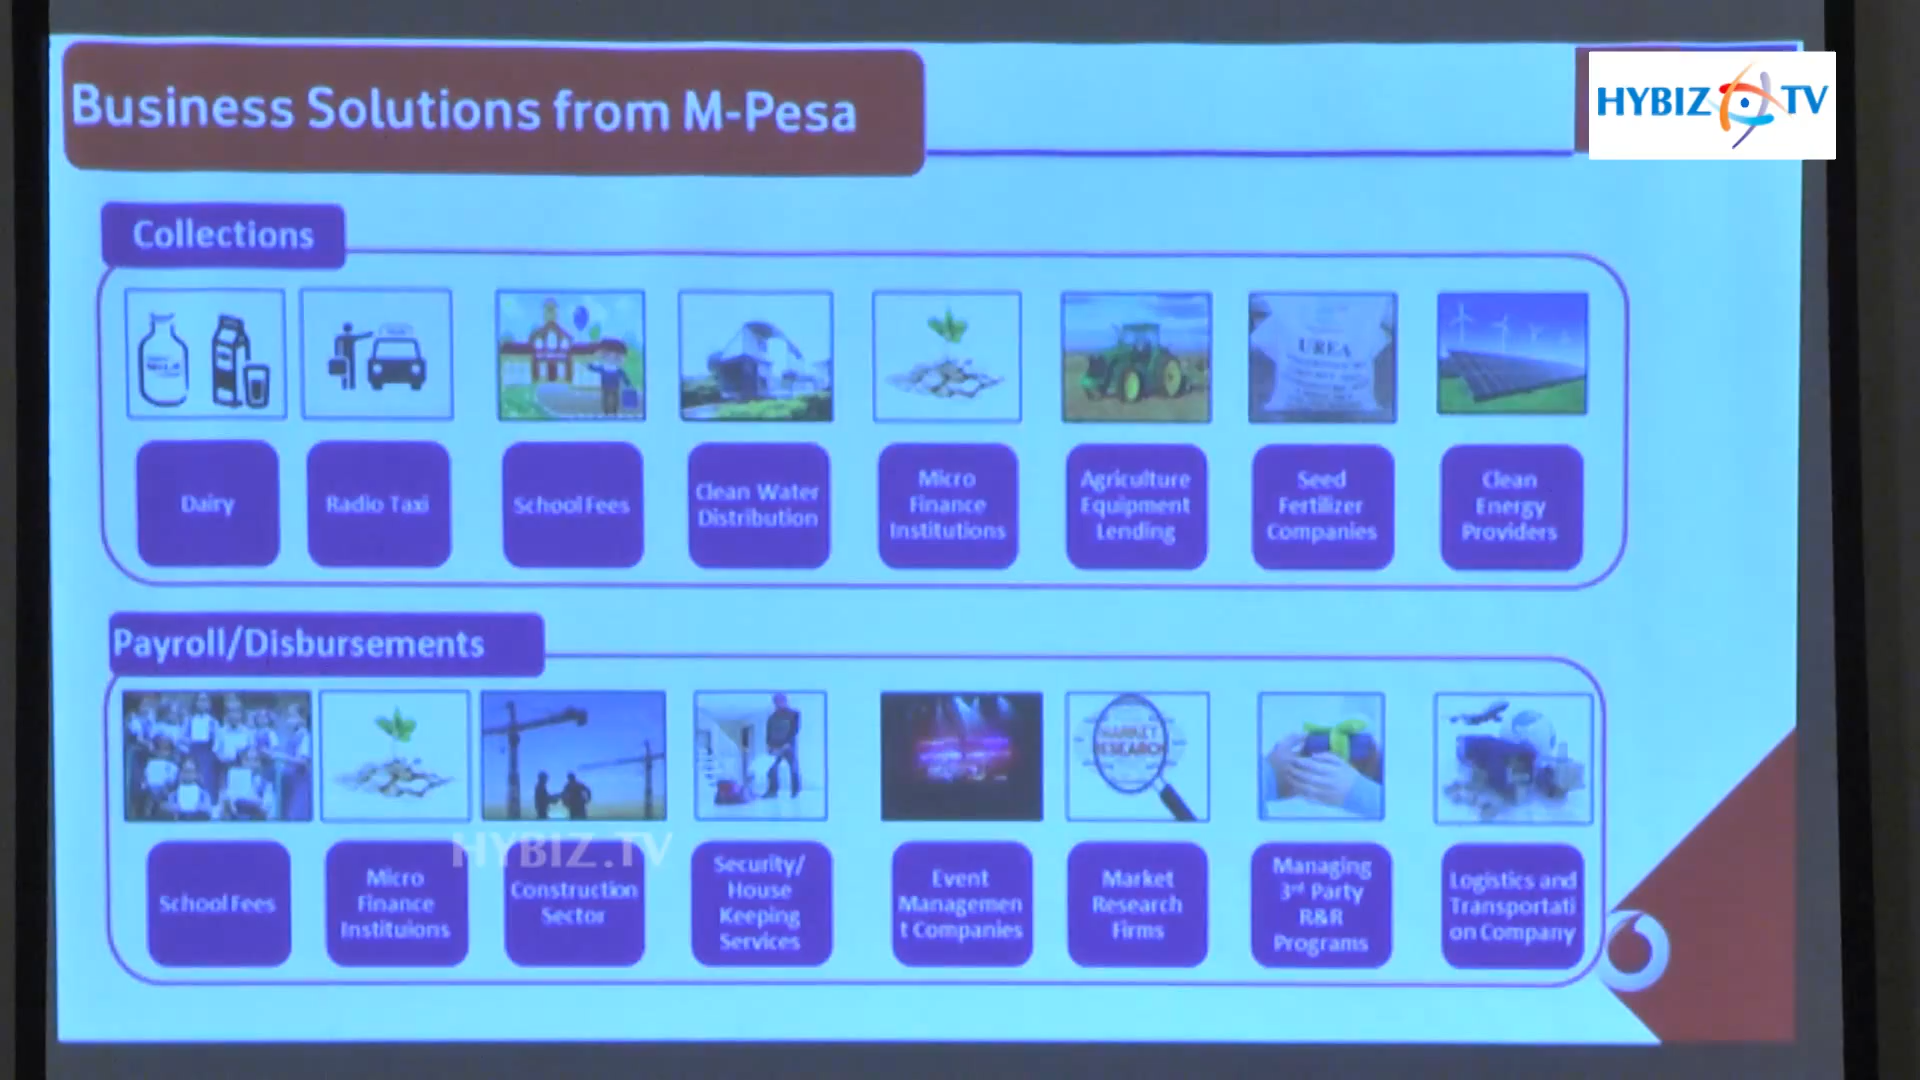 Business Solutions from M-Pesa
HYBIZ TV
Collections
UREA
Dairy
Radio Taxi
School Fees
Clean Water
Distribution
Micro
Finance
Institutions
Agriculture
Equipment
Lending
Seed
Fertilizer
Companies
Clean
Energy
Providers
Payroll/Disbursements
MARKET
RESEARCH
HYBIZ.TV
School Fees
Micro
Finance
Instituions
Construction
Sector
Security/
House
Keeping
Services
Event
Managemen
t Companies
Market
Research
Firms
Managing
3rd Party
R&R
Programs
Logistics and
Transportati
on Company